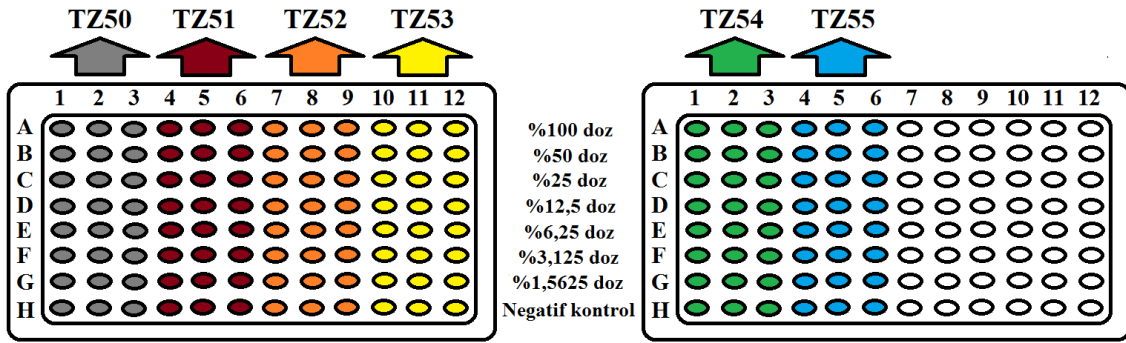 TZ50 TZ51 TZ52 TZ53 TZ54 TZ55
1 2 3 4 5 6 7 8 9 10 11 12 1 2 3 4 5 6 7 8 9 10 11 12
A %100 doz A
B %50 doz B
C %25 doz C
D %12,5 doz D
E %6,25 doz E
F %3,125 doz F
G %1,5625 doz G
H Negatif kontrol H